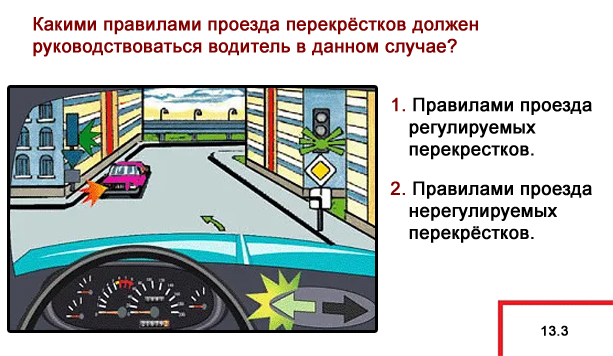 Какими правилами проезда перекрёстков должен
руководствоваться водитель в данном случае?
1. Правилами проезда
регулируемых
перекрестков.
2. Правилами проезда
нерегулируемых
перекрёстков.
13.3